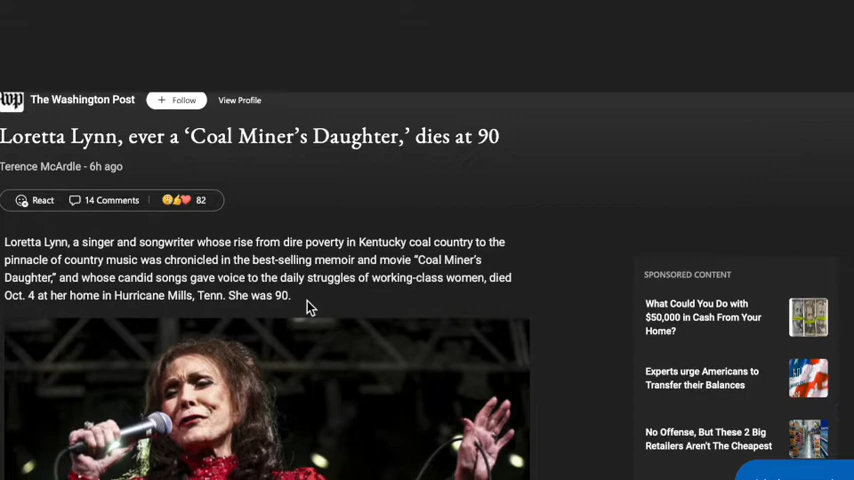 The Washington Post
+ Follow
View Profile
Loretta Lynn, ever a ‘Coal Miner’s Daughter,’ dies at 90
Terence McArdle - 6h ago
React
14 Comments
82
Loretta Lynn, a singer and songwriter whose rise from dire poverty in Kentucky coal country to the
pinnacle of country music was chronicled in the best-selling memoir and movie “Coal Miner’s
Daughter,” and whose candid songs gave voice to the daily struggles of working-class women, died
Oct. 4 at her home in Hurricane Mills, Tenn. She was 90.
SPONSORED CONTENT
What Could You Do with
$50,000 in Cash From Your
Home?
Experts urge Americans to
Transfer their Balances
No Offense, But These 2 Big
Retailers Aren’t The Cheapest